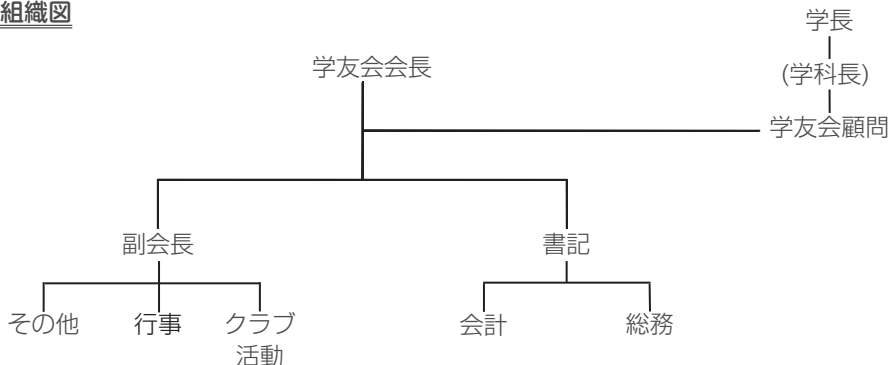 組織図
学長
学友会会長
(学科長)
学友会顧問
副会長
書記
その他
行事
クラブ
活動
会計
総務